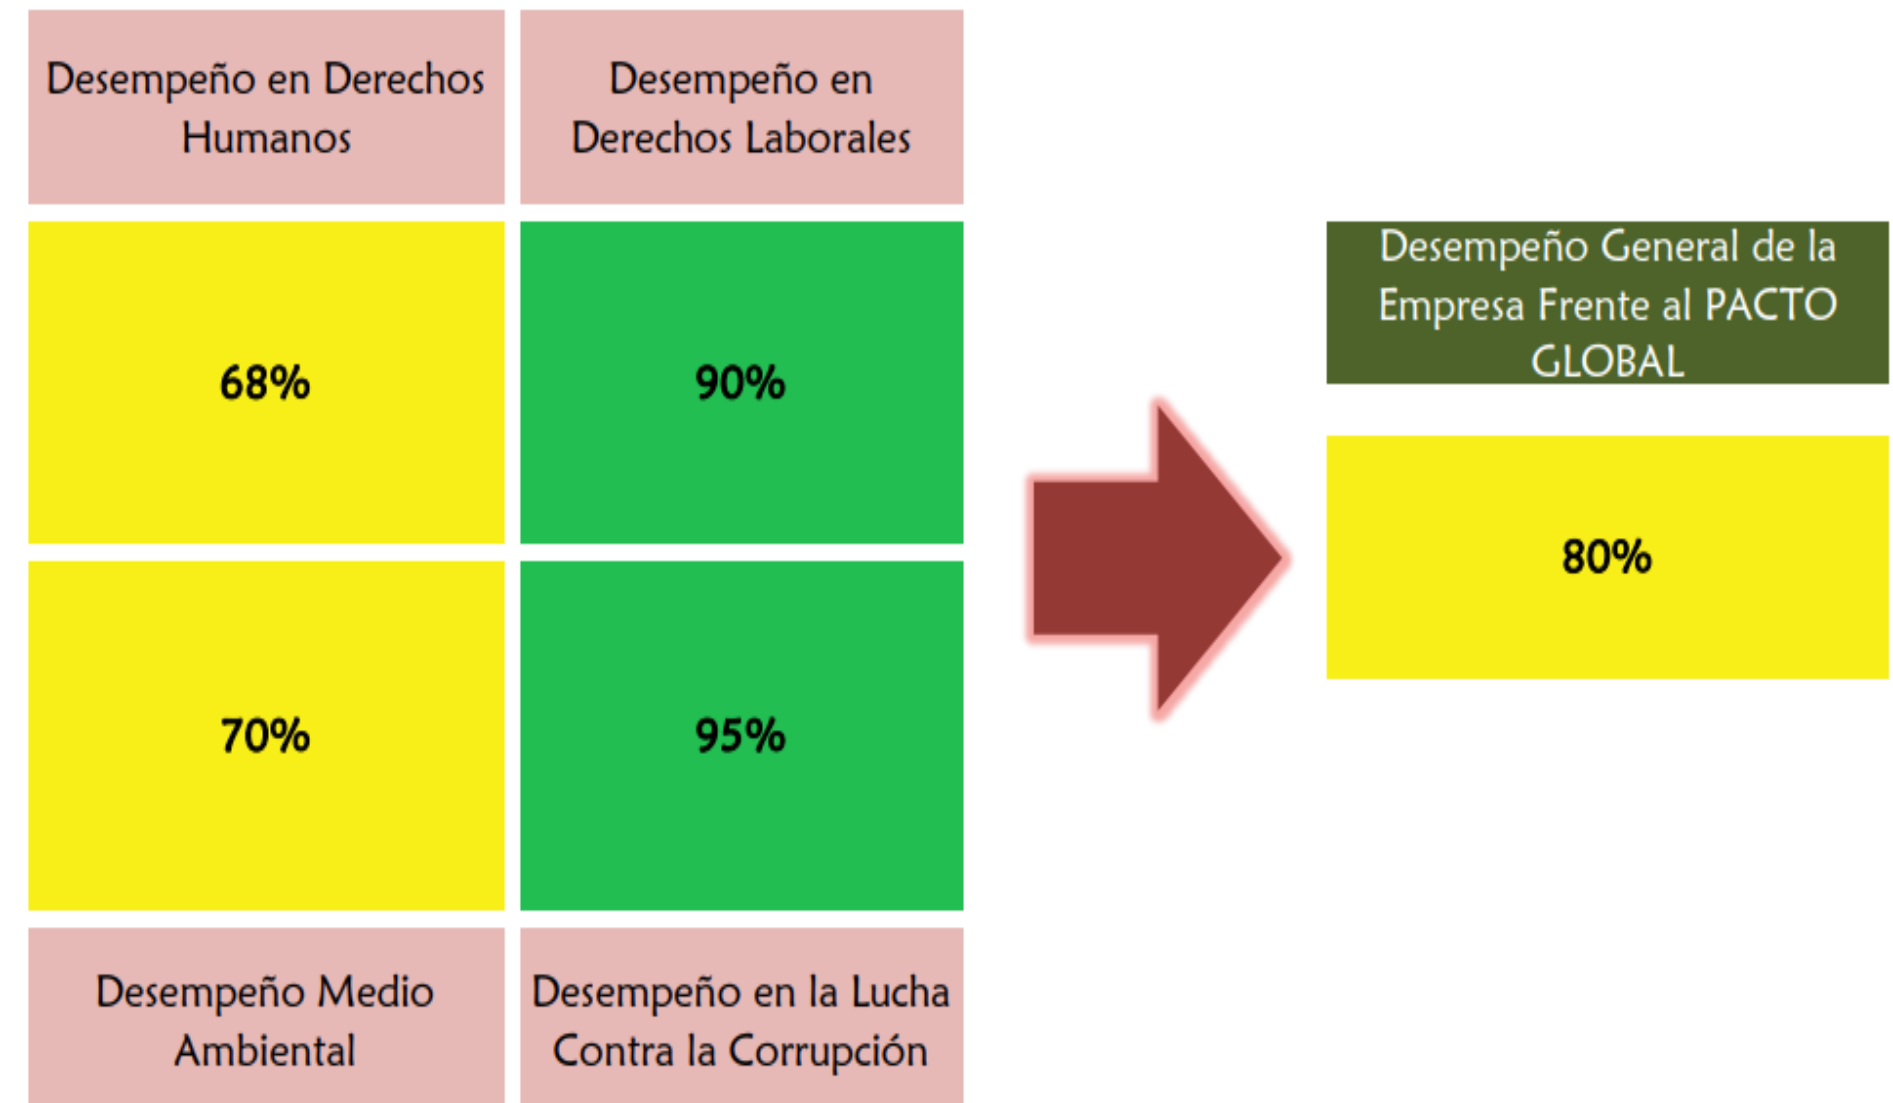 Desempeño en Derechos
Humanos
Desempeño en
Derechos Laborales
68%
90%
70%
95%
Desempeño Medio
Ambiental
Desempeño en la Lucha
Contra la Corrupción
Desempeño General de la
Empresa Frente al PACTO
GLOBAL
80%